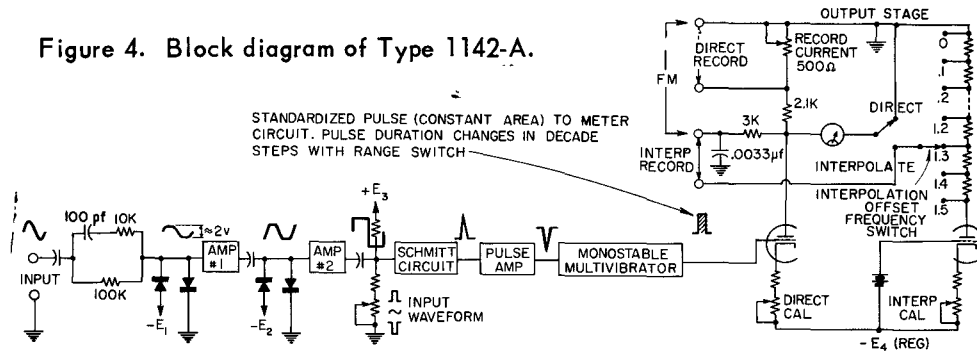 Figure 4. Block diagram of Type 1142-A.
OUTPUT STAGE
DIRECT
RECORD
FM
RECORD
CURRENT
500Ω
0
.1
.2
1.2
1.3
1.4
1.5
2.1K
DIRECT
3K
.0033μf
INTERP
RECORD
INTERPOLATE
INTERPOLATION
OFFSET
FREQUENCY
SWITCH
STANDARDIZED PULSE (CONSTANT AREA) TO METER
CIRCUIT. PULSE DURATION CHANGES IN DECADE
STEPS WITH RANGE SWITCH
+E3
100 pf
10K
≈2v
INPUT
100K
AMP
#1
AMP
#2
SCHMITT
CIRCUIT
PULSE
AMP
MONOSTABLE
MULTIVIBRATOR
-E1
-E2
INPUT
WAVEFORM
DIRECT
CAL
INTERP
CAL
-E4 (REG)